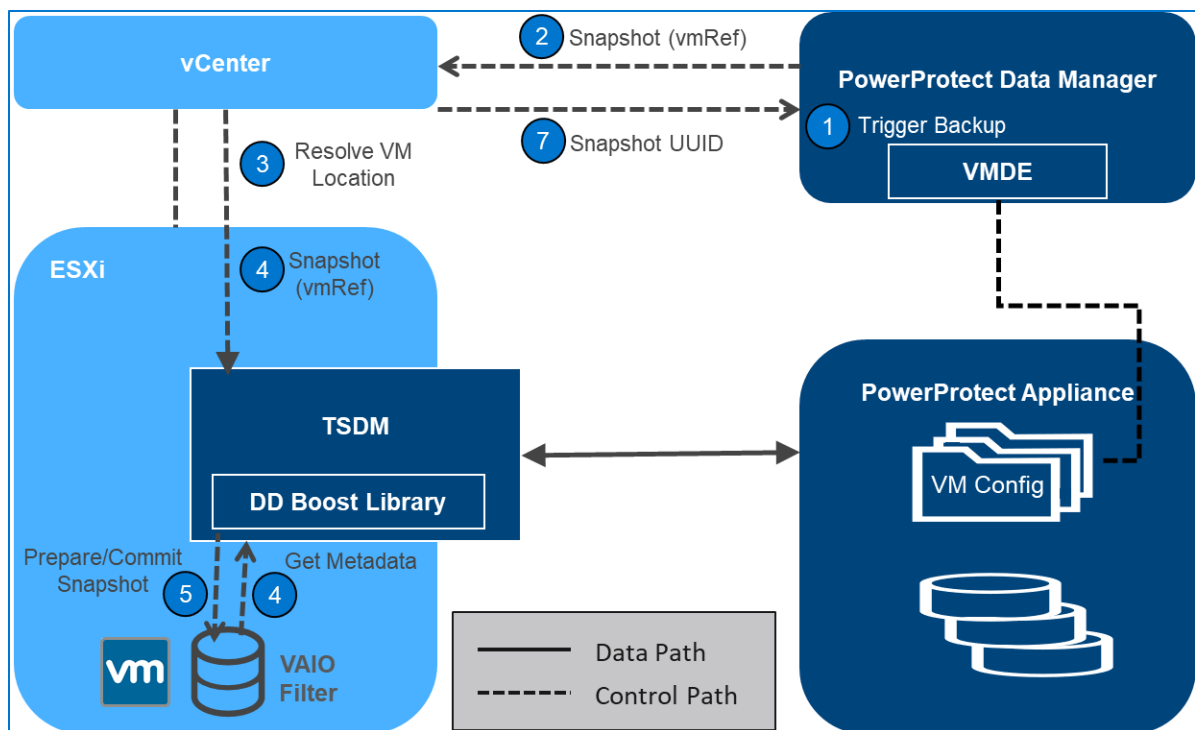 vCenter
2 Snapshot (vmRef)
PowerProtect Data Manager
1 Trigger Backup
7 Snapshot UUID
VMDE
3 Resolve VM
Location
ESXi
4 Snapshot
(vmRef)
TSDM
DD Boost Library
PowerProtect Appliance
VM Config
Prepare/Commit
Snapshot
5
4
Get Metadata
vm
VAIO
Filter
Data Path
Control Path